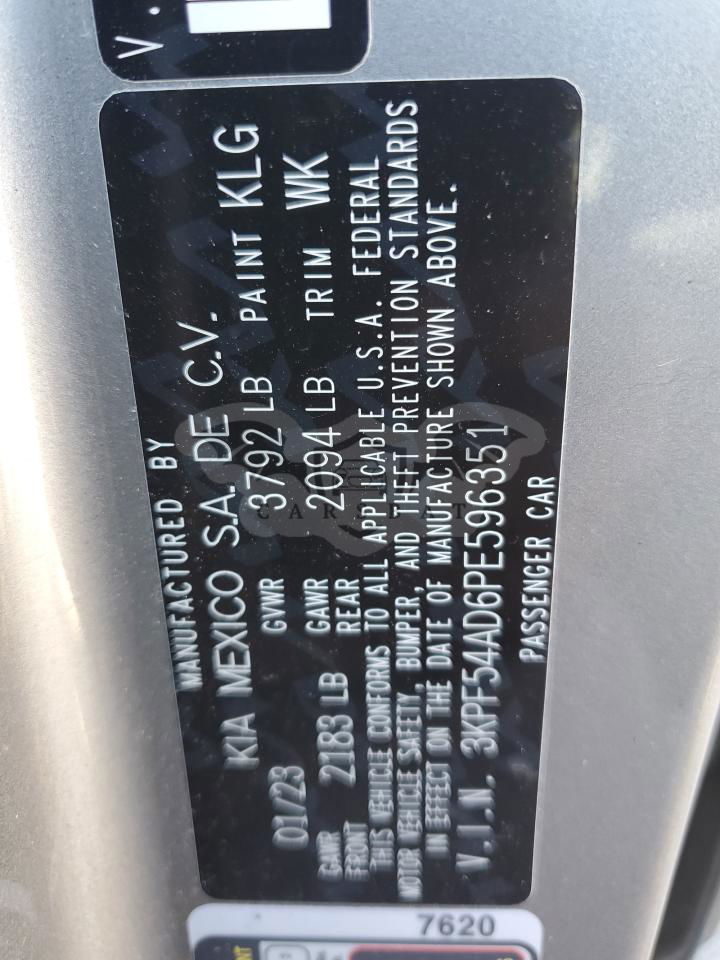 V.
MANUFACTURED BY
KIA MEXICO S.A. DE C.V.
01/23 GVWR 3792 LB PAINT KLG
GAWR FRONT 2183 LB GAWR REAR 2094 LB TRIM WK
THIS VEHICLE CONFORMS TO ALL APPLICABLE U.S.A. FEDERAL
MOTOR VEHICLE SAFETY, BUMPER, AND THEFT PREVENTION STANDARDS
IN EFFECT ON THE DATE OF MANUFACTURE SHOWN ABOVE.
V.I.N. 3KPF54AD6PE596351
PASSENGER CAR
7620